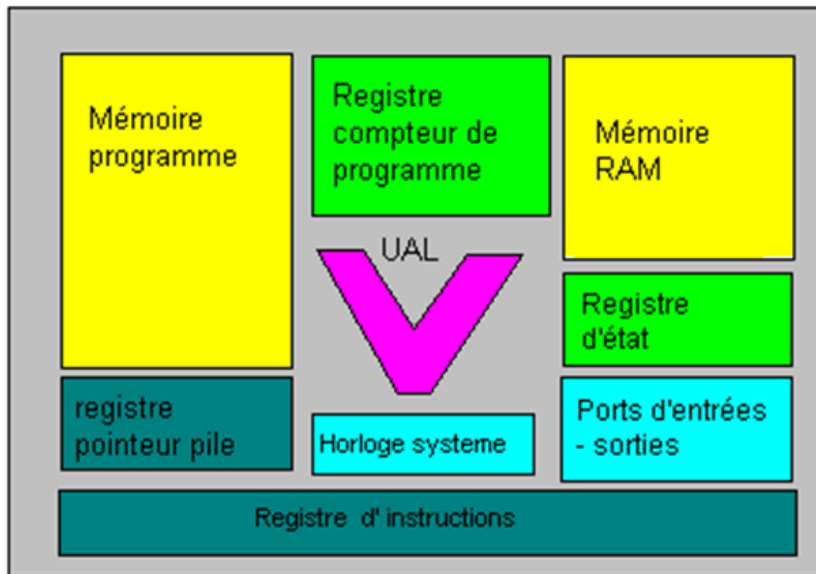 Mémoire
programme
Registre
compteur de
programme
Mémoire
RAM
UAL
Registre
d'état
registre
pointeur pile
Horloge systeme
Ports d'entrées
- sorties
Registre d' instructions